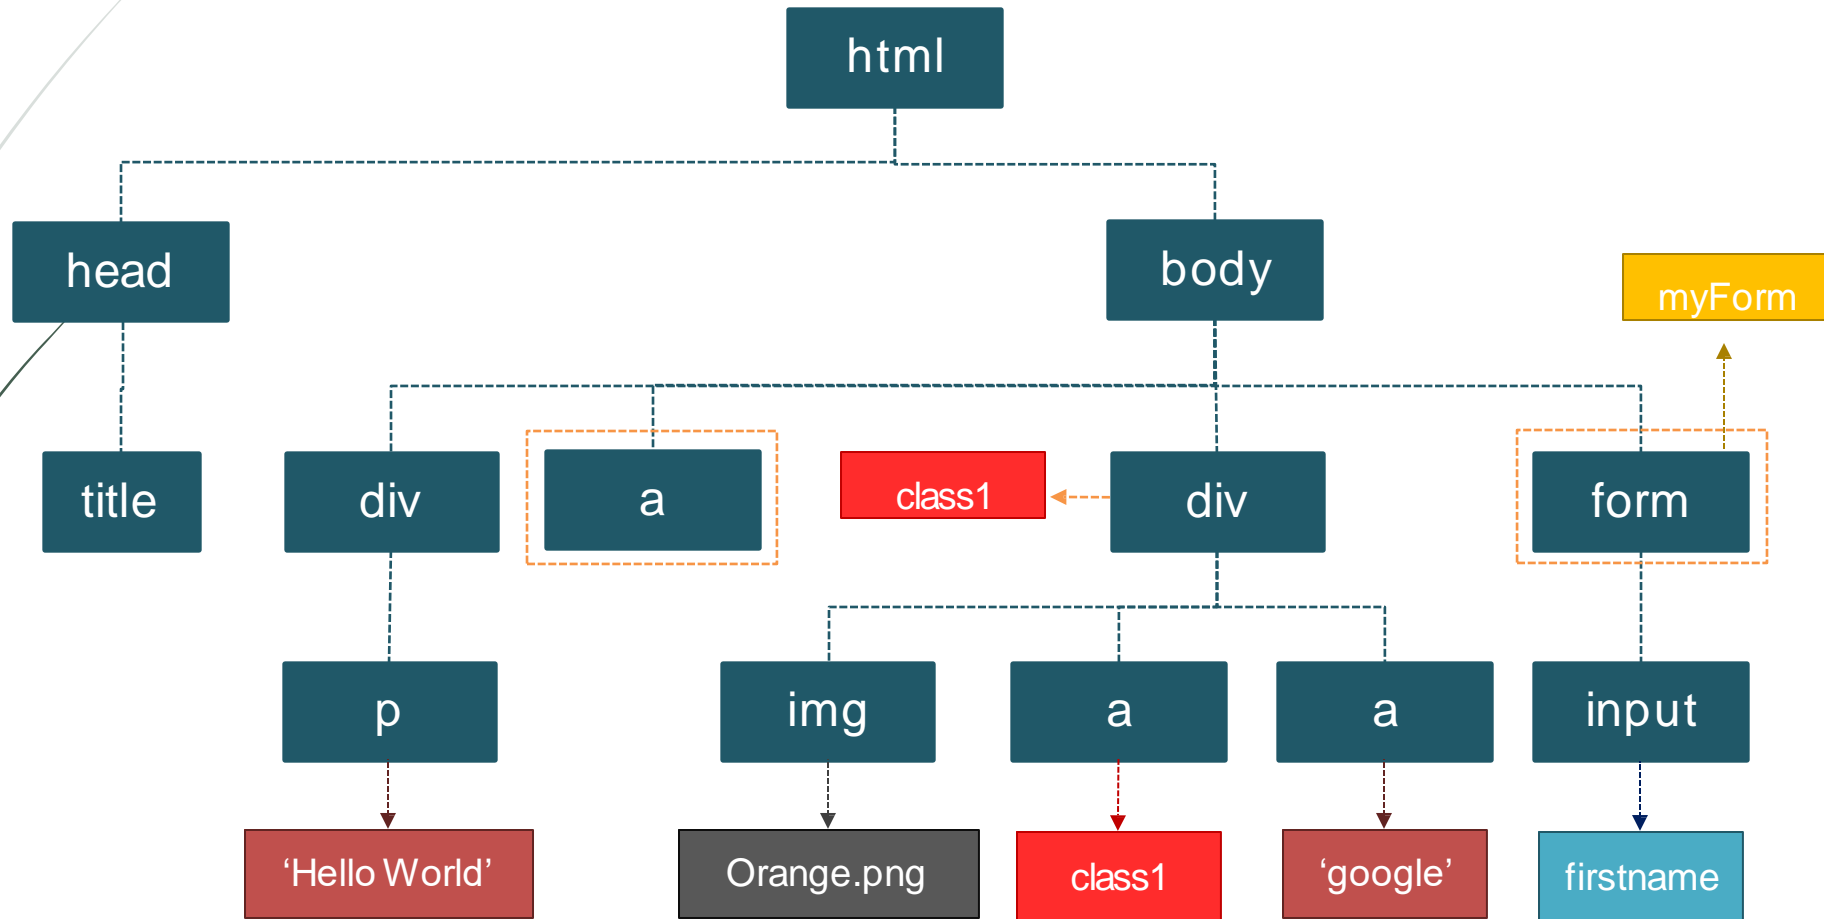 html
head
body
myForm
title
div
a
class1
div
form
p
img
a
a
input
‘Hello World’
Orange.png
class1
‘google’
firstname